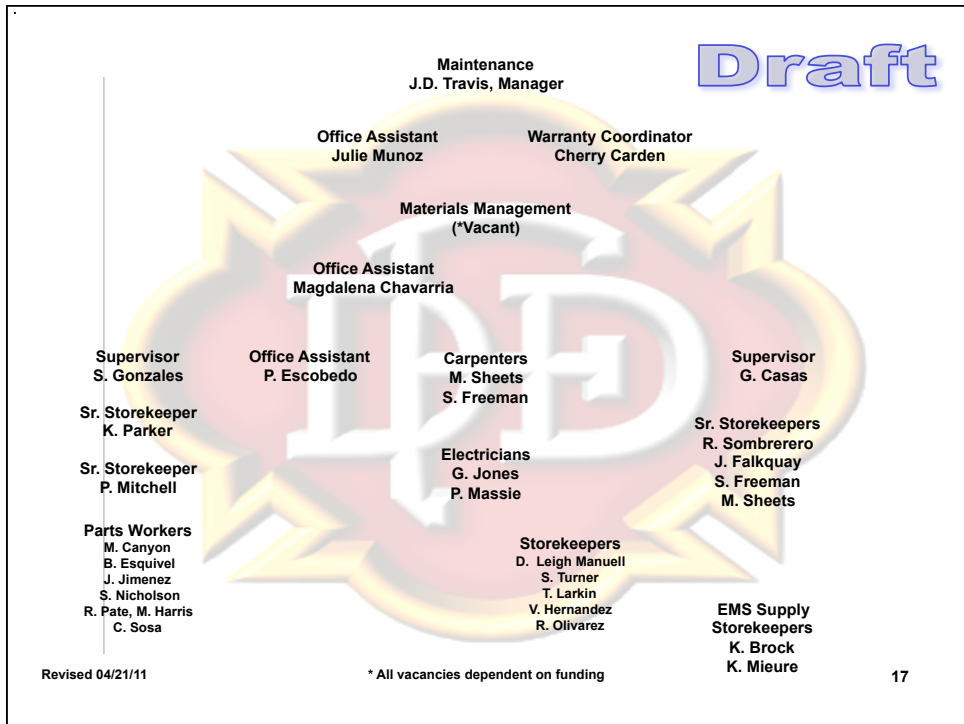 Draft
Maintenance
J.D. Travis, Manager
Office Assistant
Julie Munoz
Warranty Coordinator
Cherry Carden
Materials Management
(*Vacant)
Office Assistant
Magdalena Chavarria
Supervisor
S. Gonzales
Office Assistant
P. Escobedo
Carpenters
M. Sheets
S. Freeman
Supervisor
G. Casas
Sr. Storekeeper
K. Parker
Sr. Storekeeper
P. Mitchell
Electricians
G. Jones
P. Massie
Sr. Storekeepers
R. Sombrerero
J. Falkquay
S. Freeman
M. Sheets
Parts Workers
M. Canyon
B. Esquivel
J. Jimenez
S. Nicholson
R. Pate, M. Harris
C. Sosa
Storekeepers
D. Leigh Manuell
S. Turner
T. Larkin
V. Hernandez
R. Olivarez
EMS Supply
Storekeepers
K. Brock
K. Mieure
Revised 04/21/11
* All vacancies dependent on funding
17
DFD